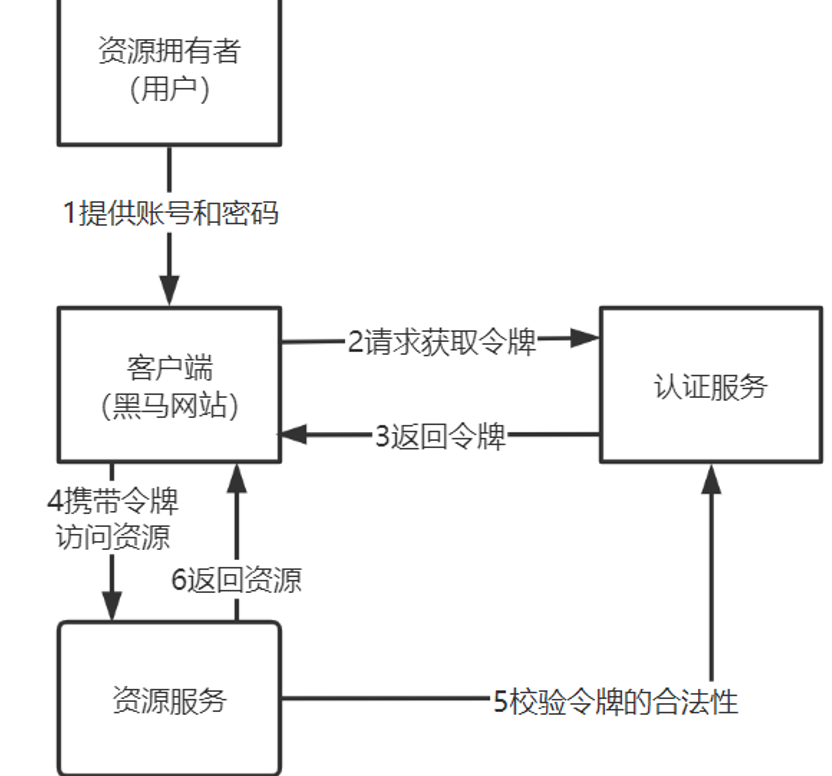 资源拥有者
（用户）
1提供账号和密码
客户端
（黑马网站）
2请求获取令牌
认证服务
3返回令牌
4携带令牌
访问资源
6返回资源
资源服务
5校验令牌的合法性